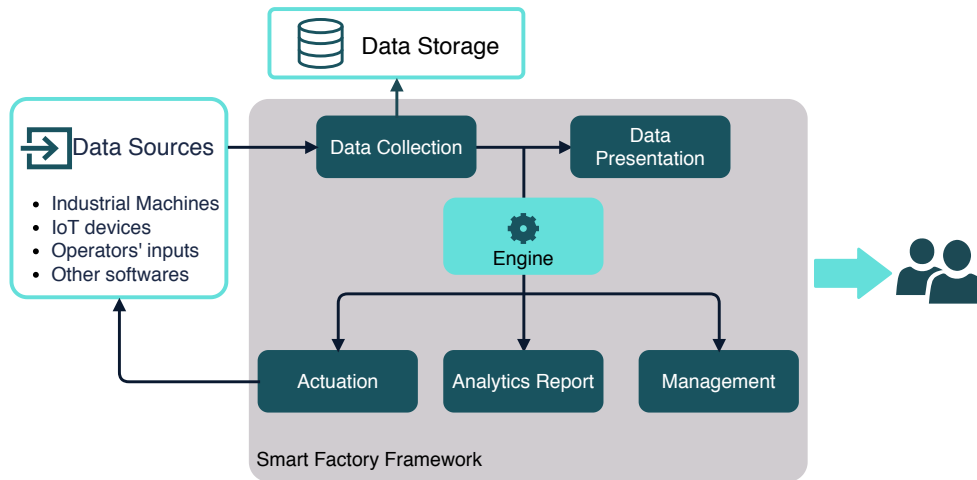 Data Storage
Data Sources
• Industrial Machines
• IoT devices
• Operators' inputs
• Other softwares
Data Collection
Data
Presentation
Engine
Actuation
Analytics Report
Management
Smart Factory Framework